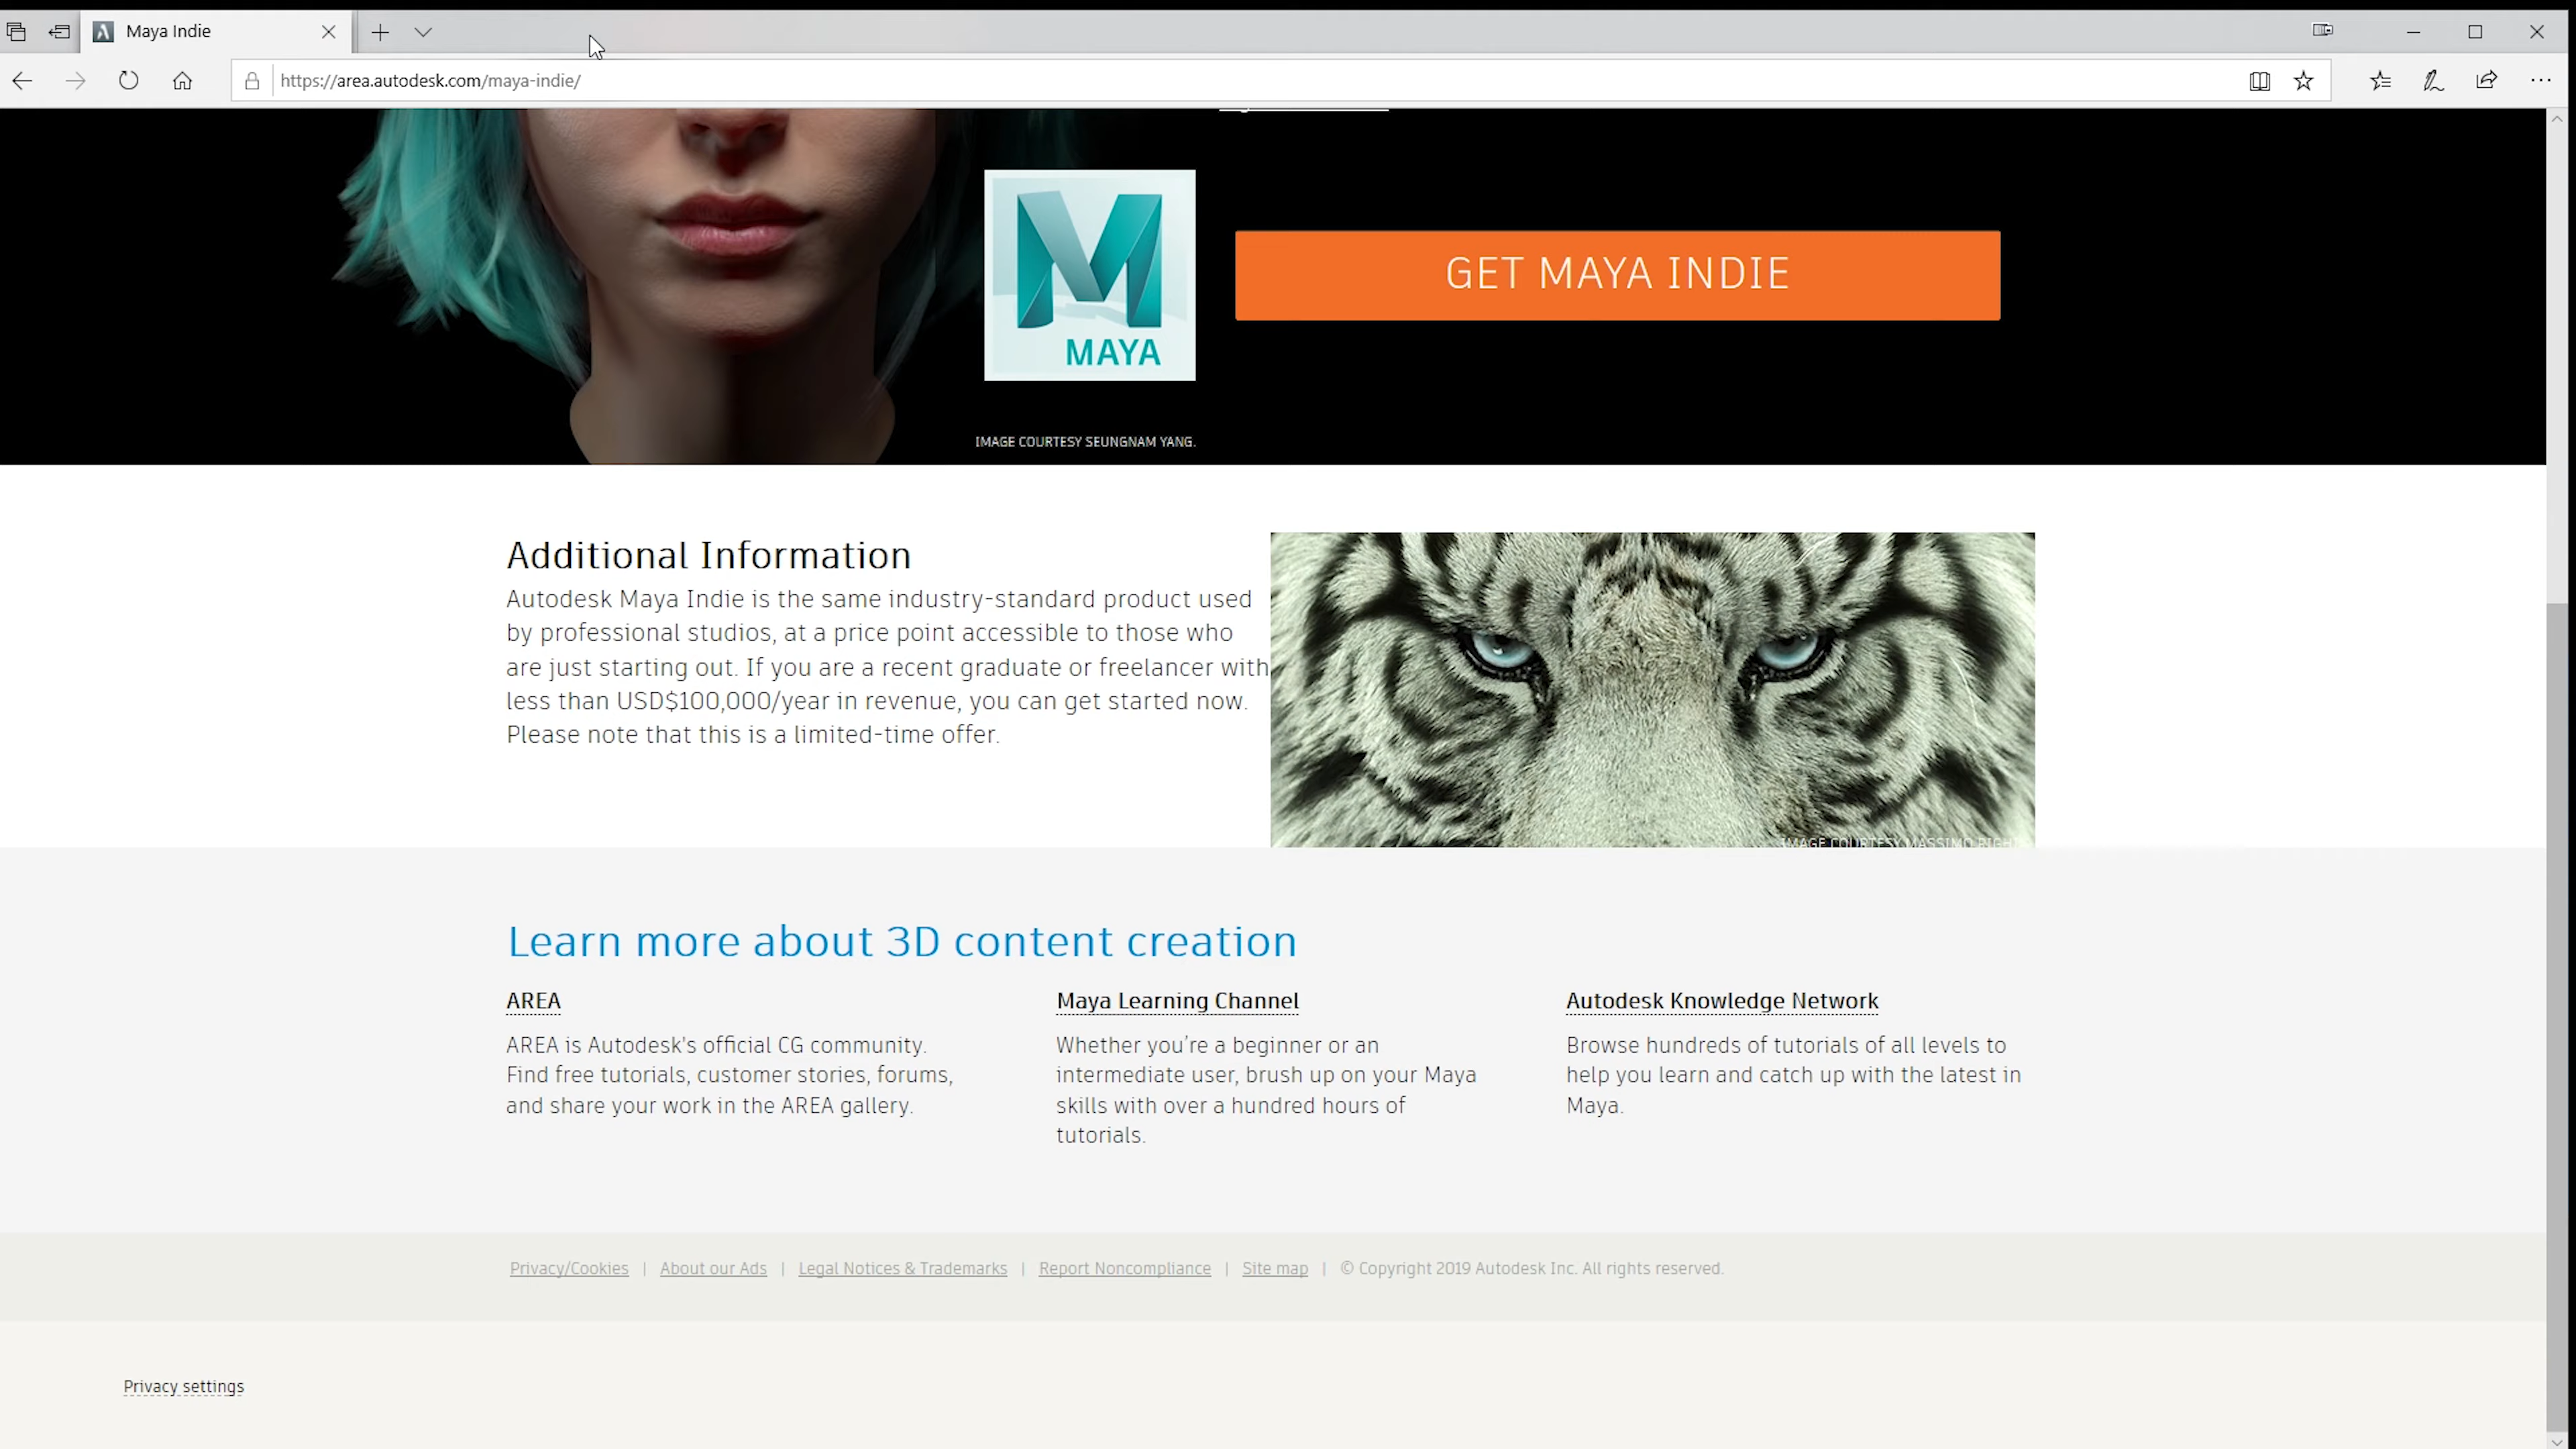 Maya Indie
https://area.autodesk.com/maya-indie/
MAYA
GET MAYA INDIE
IMAGE COURTESY SEUNGNAM YANG.
Additional Information
Autodesk Maya Indie is the same industry-standard product used
by professional studios, at a price point accessible to those who
are just starting out. If you are a recent graduate or freelancer with
less than USD$100,000/year in revenue, you can get started now.
Please note that this is a limited-time offer.
IMAGE COURTESY MASSIMO
Learn more about 3D content creation
AREA
AREA is Autodesk's official CG community.
Find free tutorials, customer stories, forums,
and share your work in the AREA gallery.
Maya Learning Channel
Whether you're a beginner or an
intermediate user, brush up on your Maya
skills with over a hundred hours of
tutorials.
Autodesk Knowledge Network
Browse hundreds of tutorials of all levels to
help you learn and catch up with the latest in
Maya.
Privacy/Cookies | About our Ads | Legal Notices & Trademarks | Report Noncompliance | Site map | © Copyright 2019 Autodesk Inc. All rights reserved.
Privacy settings